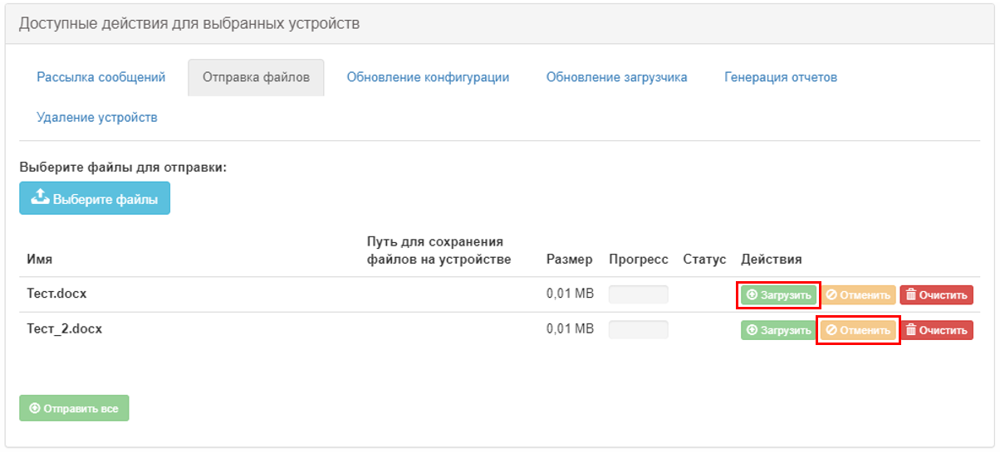 Доступные действия для выбранных устройств
Рассылка сообщений Отправка файлов Обновление конфигурации Обновление загрузчика Генерация отчетов
Удаление устройств
Выберите файлы для отправки:
Выберите файлы
Имя Путь для сохранения файлов на устройстве Размер Прогресс Статус Действия
Тест.docx 0,01 MB Загрузить Отменить Очистить
Тест_2.docx 0,01 MB Загрузить Отменить Очистить
Отправить все